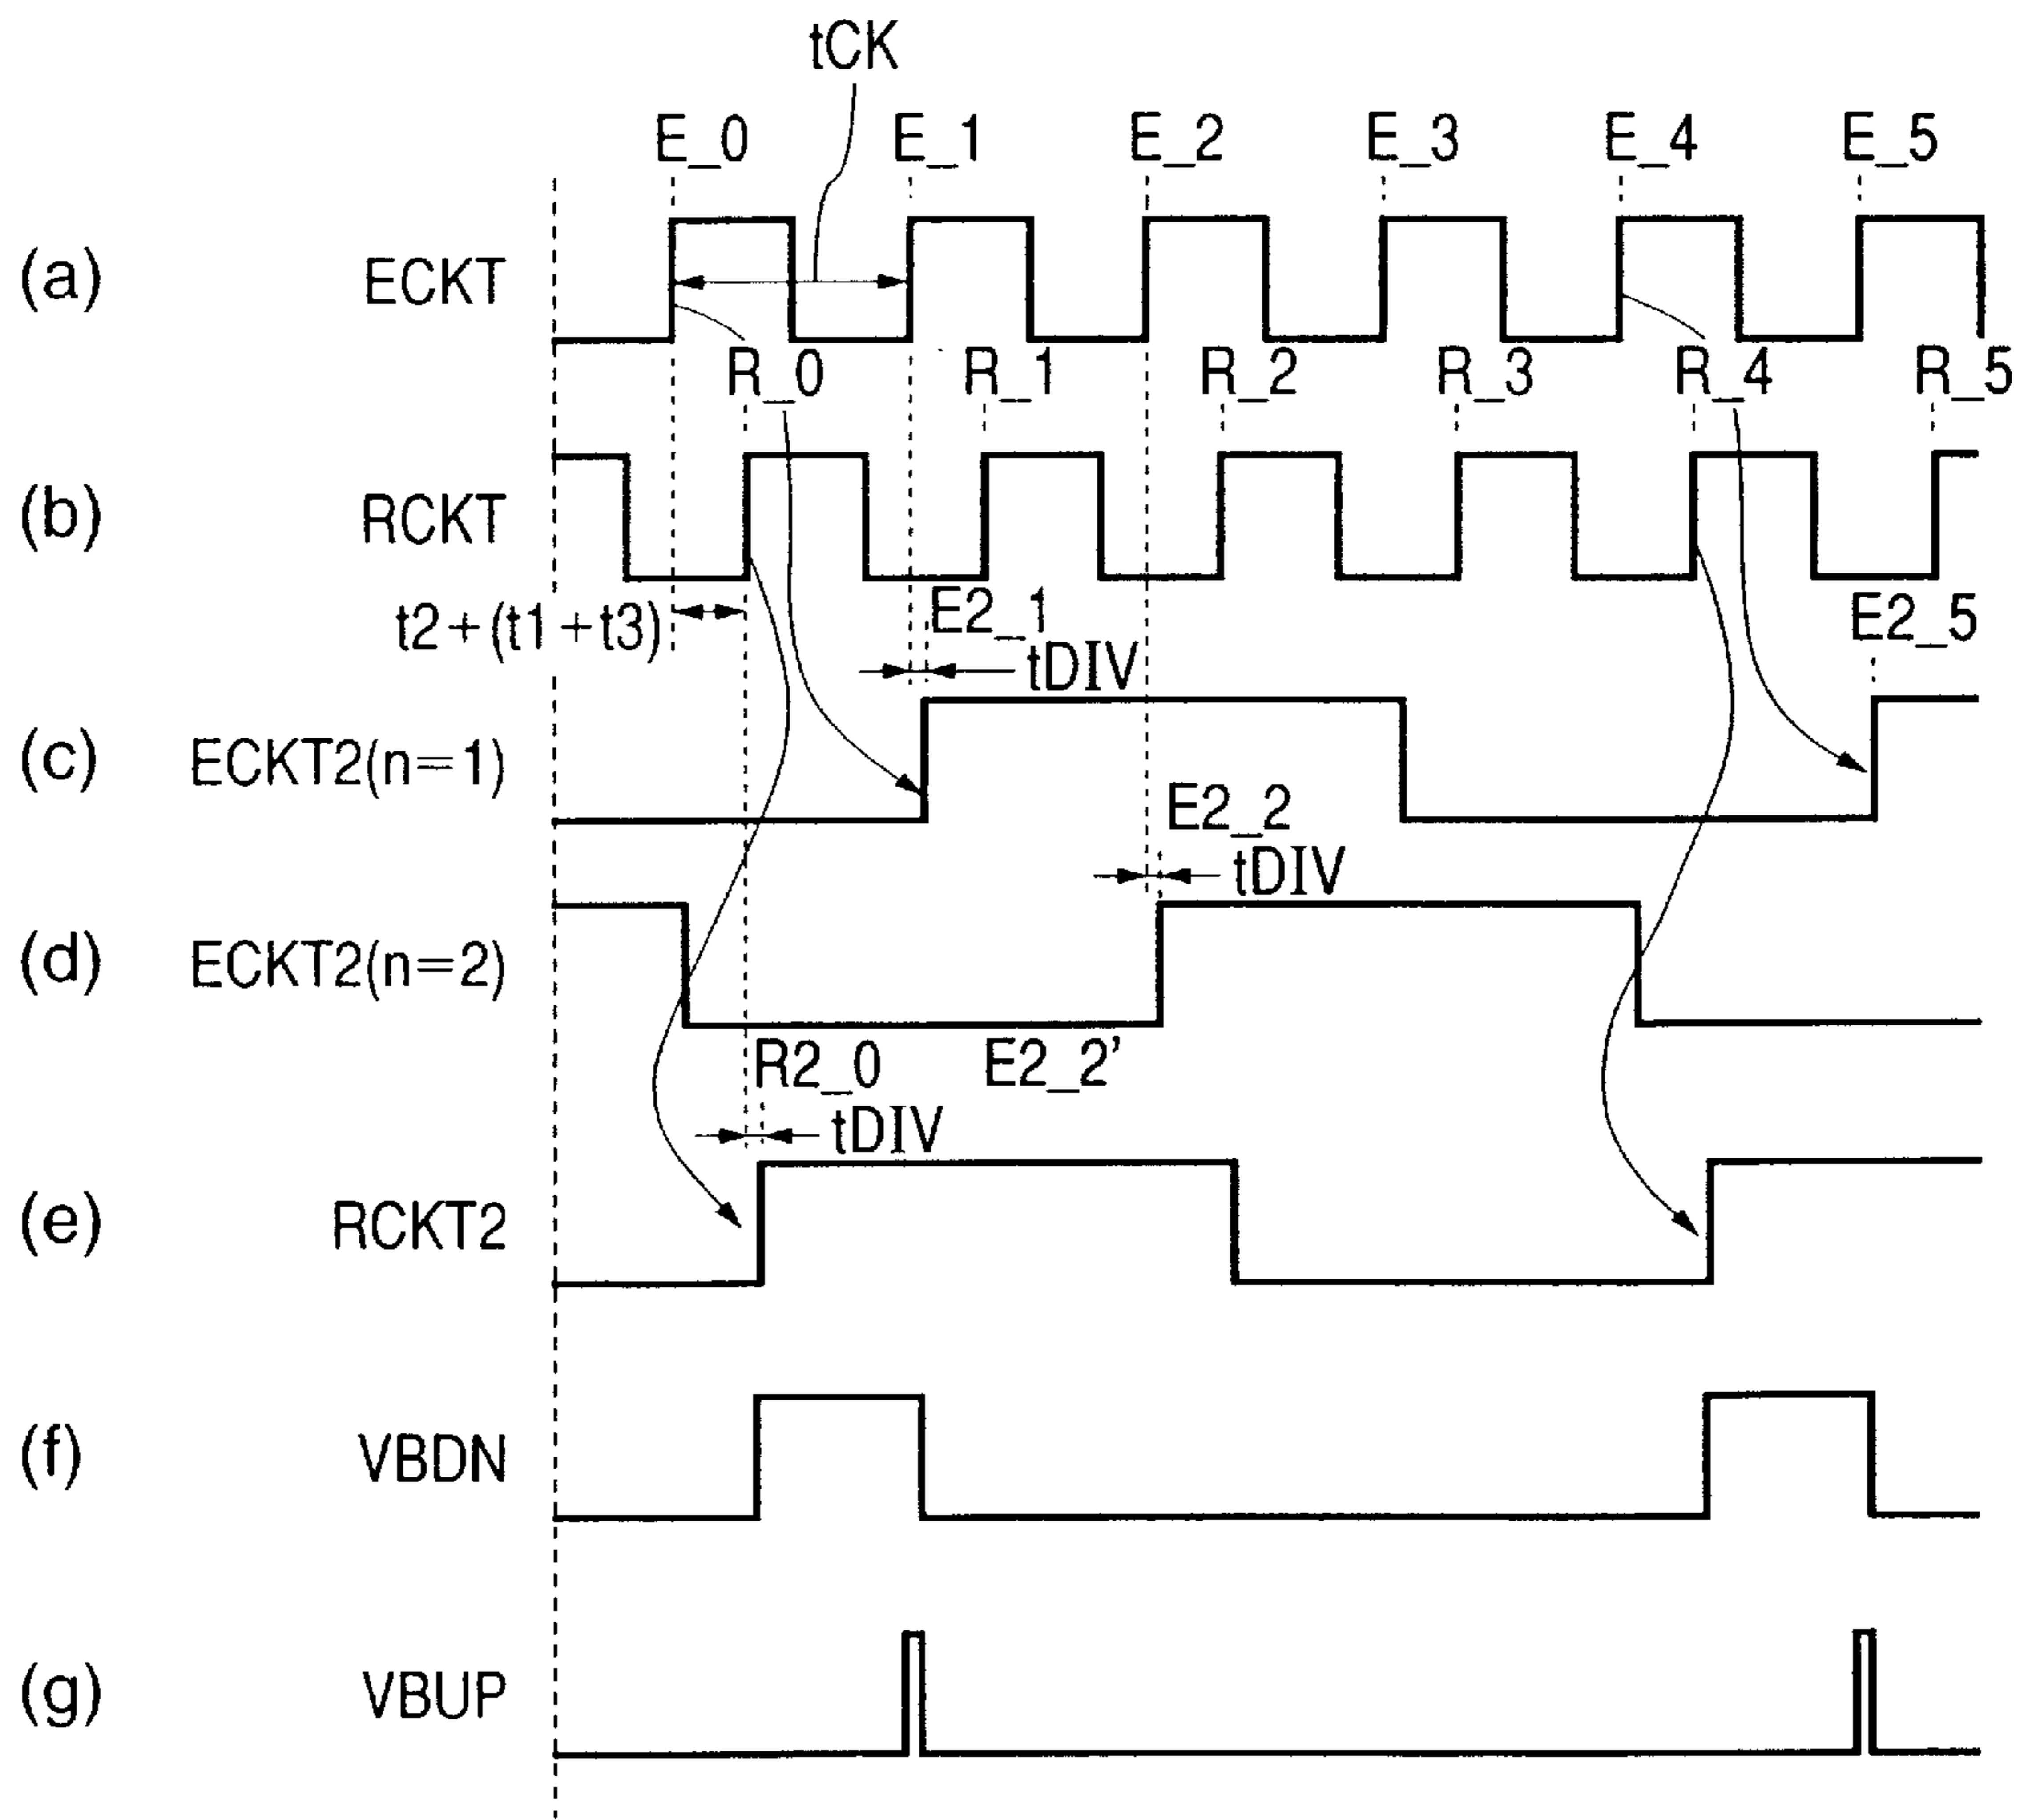 tCK
E_0 E_1 E_2 E_3 E_4 E_5
(a) ECKT
R_0 R_1 R_2 R_3 R_4 R_5
(b) RCKT
t2+(t1+t3) E2_1 E2_5
tDIV
(c) ECKT2(n=1)
E2_2
tDIV
(d) ECKT2(n=2)
R2_0 E2_2’
tDIV
(e) RCKT2
(f) VBDN
(g) VBUP